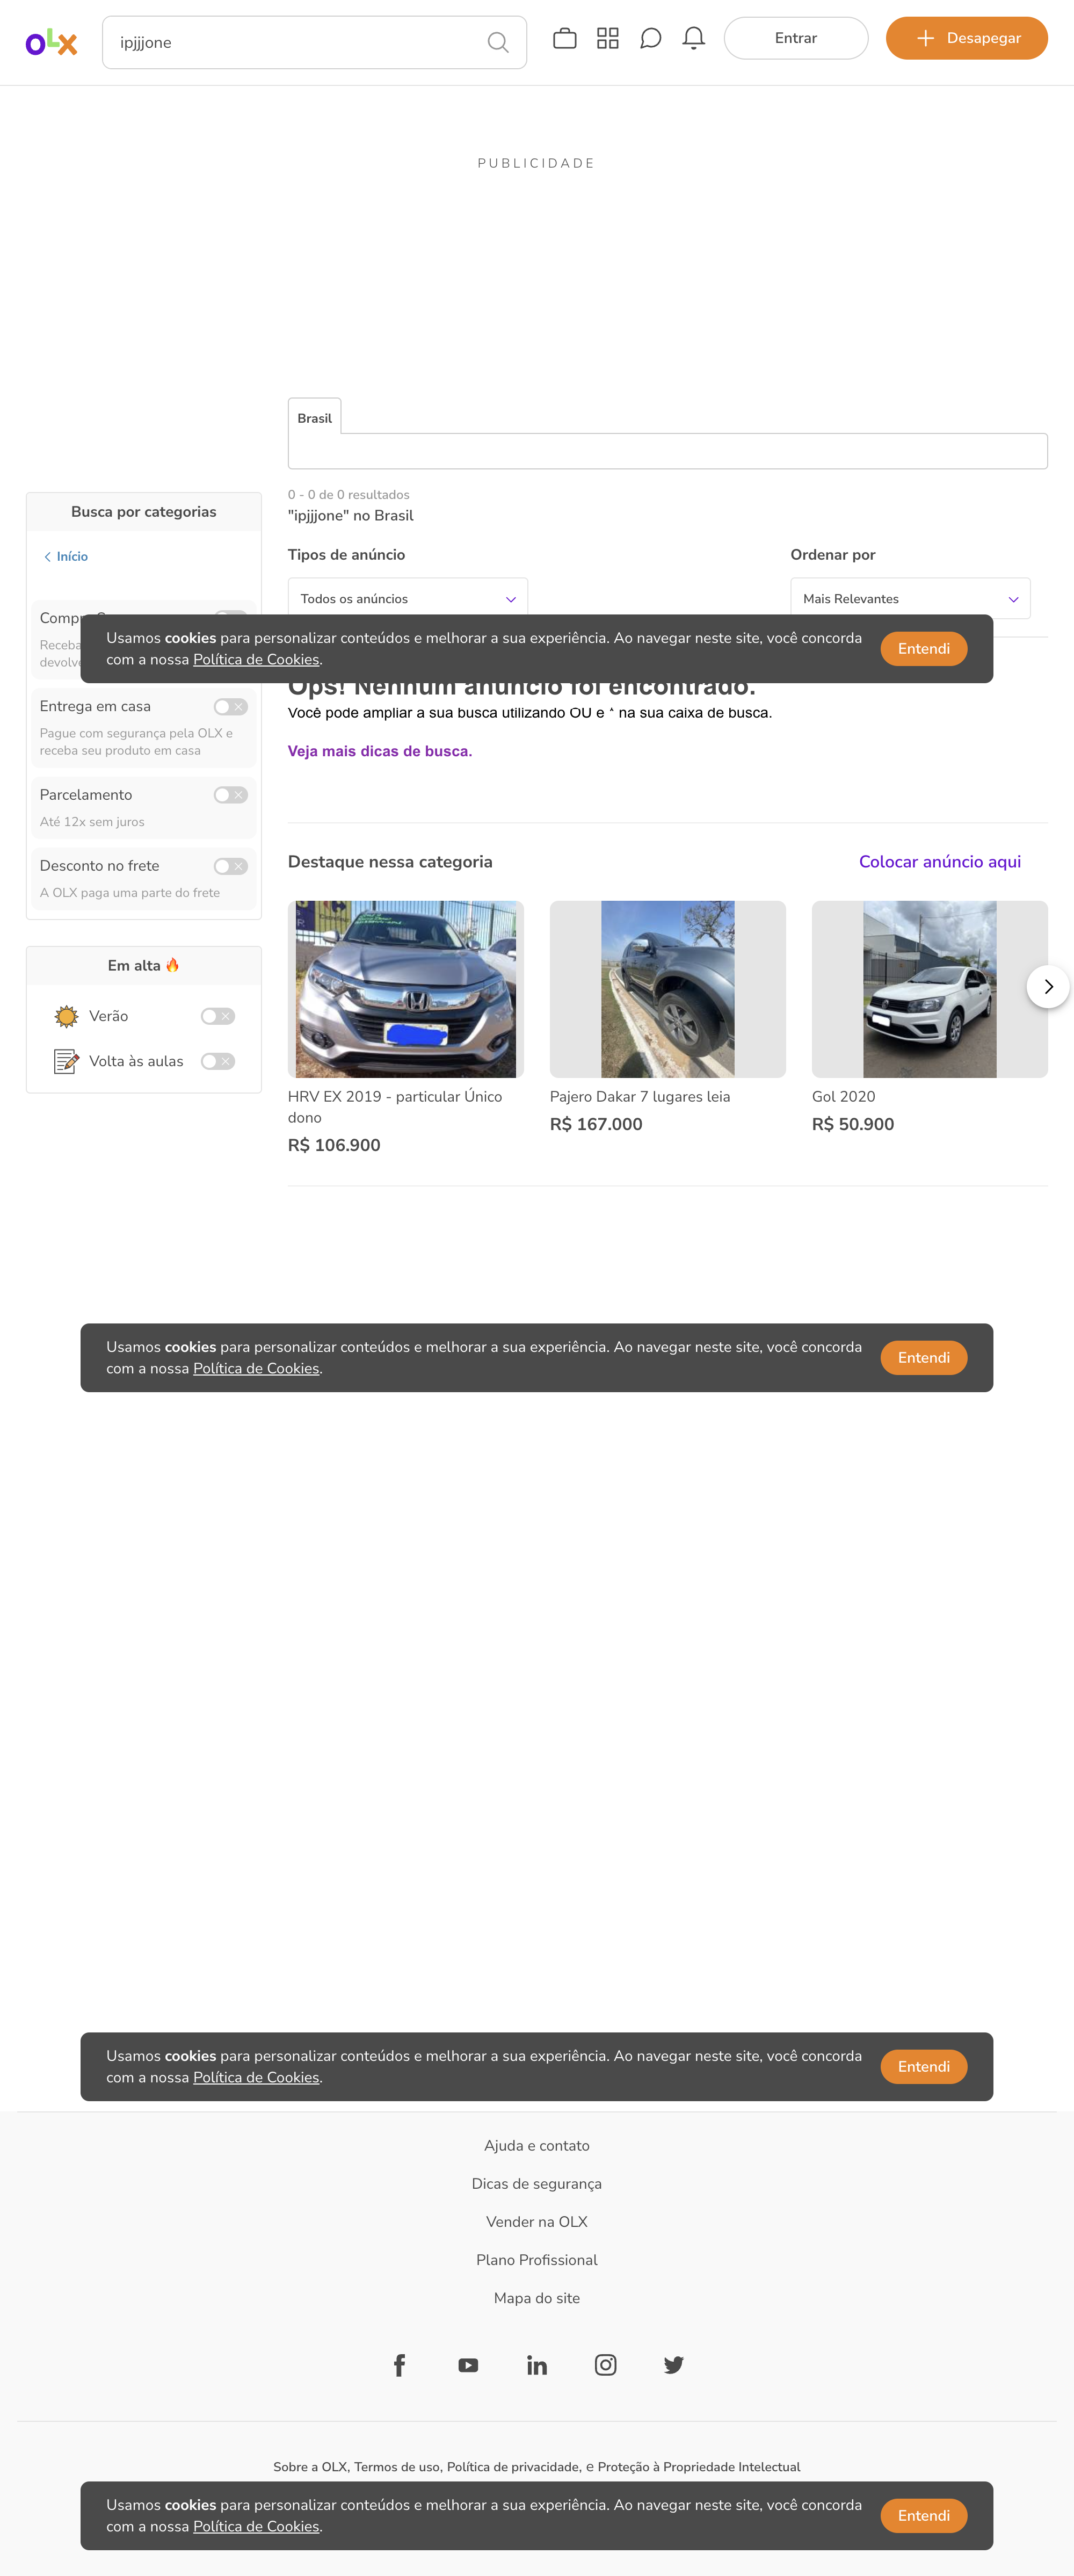 OLX
ipjjjone
Entrar
Desapegar
PUBLICIDADE
Brasil
0 - 0 de 0 resultados
"ipjjjone" no Brasil
Busca por categorias
Início
Tipos de anúncio
Ordenar por
Todos os anúncios
Mais Relevantes
Usamos cookies para personalizar conteúdos e melhorar a sua experiência. Ao navegar neste site, você concorda
com a nossa Política de Cookies.
Entendi
Ops! Nenhum anúncio foi encontrado.
Você pode ampliar a sua busca utilizando OU e * na sua caixa de busca.
Veja mais dicas de busca.
Entrega em casa
Pague com segurança pela OLX e
receba seu produto em casa
Parcelamento
Até 12x sem juros
Desconto no frete
A OLX paga uma parte do frete
Em alta
Verão
Volta às aulas
Destaque nessa categoria
Colocar anúncio aqui
HRV EX 2019 - particular Único
dono
R$ 106.900
Pajero Dakar 7 lugares leia
R$ 167.000
Gol 2020
R$ 50.900
Usamos cookies para personalizar conteúdos e melhorar a sua experiência. Ao navegar neste site, você concorda
com a nossa Política de Cookies.
Entendi
Usamos cookies para personalizar conteúdos e melhorar a sua experiência. Ao navegar neste site, você concorda
com a nossa Política de Cookies.
Entendi
Ajuda e contato
Dicas de segurança
Vender na OLX
Plano Profissional
Mapa do site
Sobre a OLX, Termos de uso, Política de privacidade, e Proteção à Propriedade Intelectual
Usamos cookies para personalizar conteúdos e melhorar a sua experiência. Ao navegar neste site, você concorda
com a nossa Política de Cookies.
Entendi